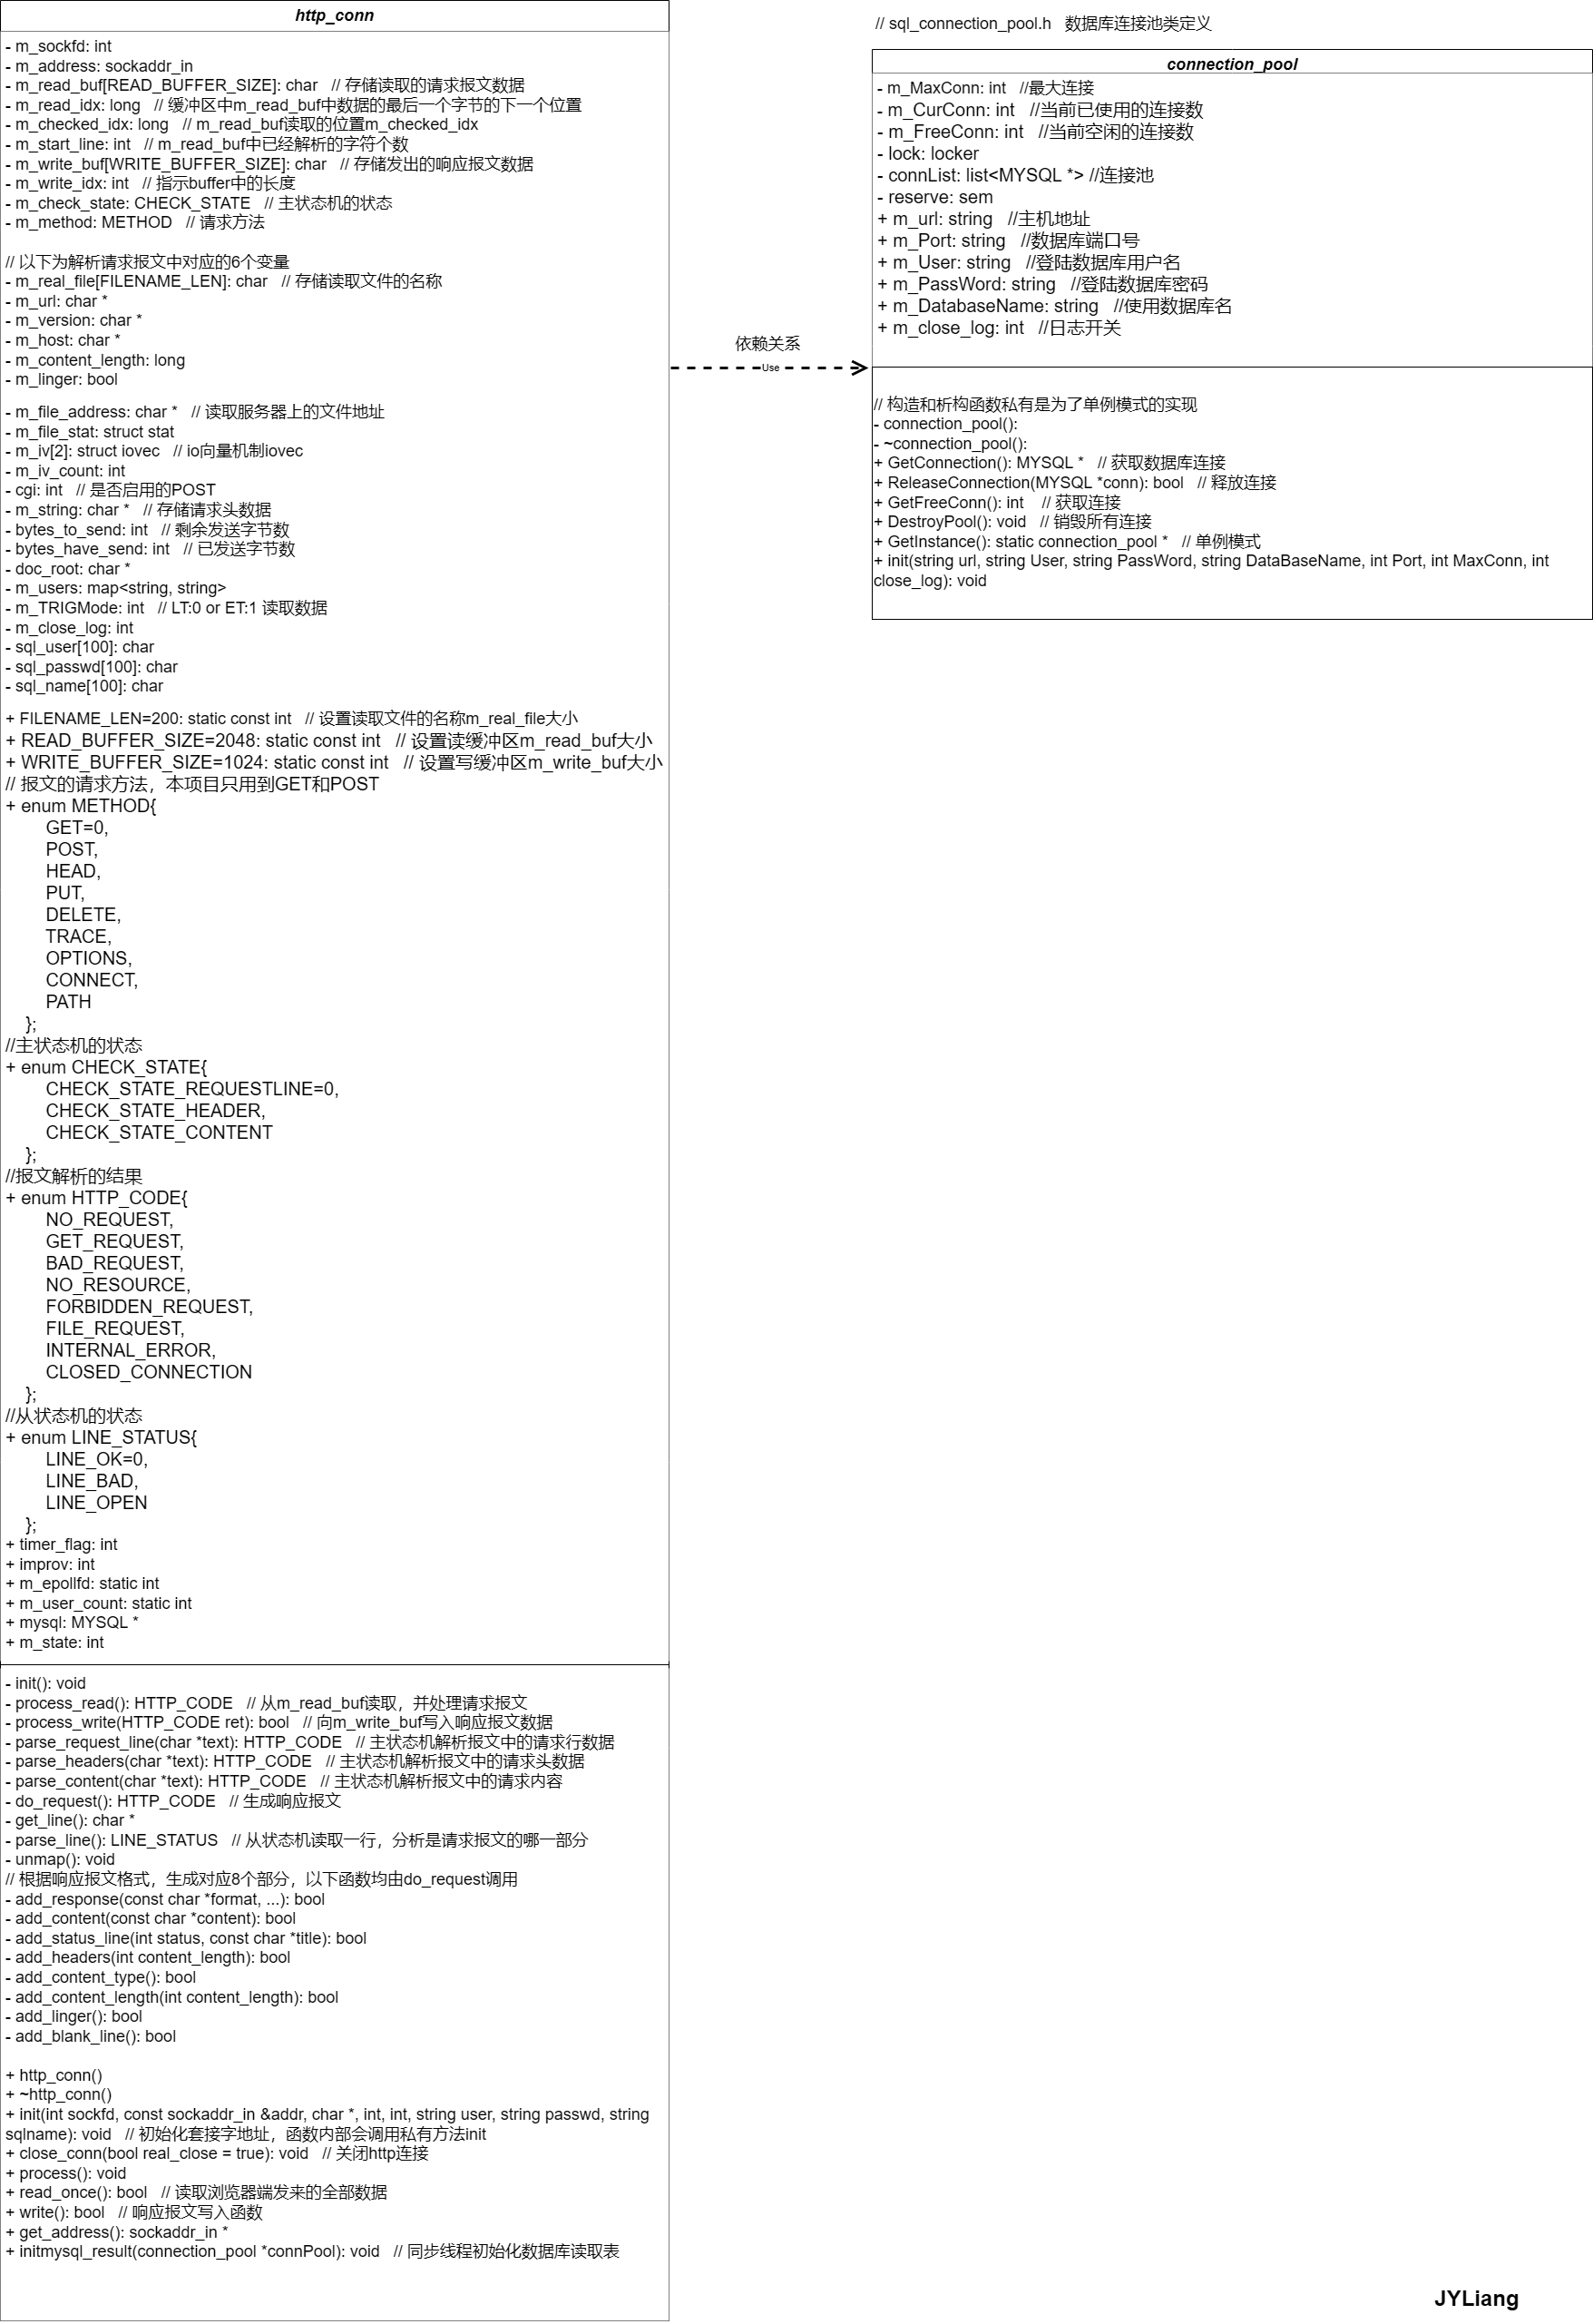 http_conn
- m_sockfd: int
- m_address: sockaddr_in
- m_read_buf[READ_BUFFER_SIZE]: char   // 存储读取的请求报文数据
- m_read_idx: long   // 缓冲区中m_read_buf中数据的最后一个字节的下一个位置
- m_checked_idx: long   // m_read_buf读取的位置m_checked_idx
- m_start_line: int   // m_read_buf中已经解析的字符个数
- m_write_buf[WRITE_BUFFER_SIZE]: char   // 存储发出的响应报文数据
- m_write_idx: int   // 指示buffer中的长度
- m_check_state: CHECK_STATE   // 主状态机的状态
- m_method: METHOD   // 请求方法
// 以下为解析请求报文中对应的6个变量
- m_real_file[FILENAME_LEN]: char   // 存储读取文件的名称
- m_url: char *
- m_version: char *
- m_host: char *
- m_content_length: long
- m_linger: bool
- m_file_address: char *   // 读取服务器上的文件地址
- m_file_stat: struct stat
- m_iv[2]: struct iovec   // io向量机制iovec
- m_iv_count: int
- cgi: int   // 是否启用的POST
- m_string: char *   // 存储请求头数据
- bytes_to_send: int   // 剩余发送字节数
- bytes_have_send: int   // 已发送字节数
- doc_root: char *
- m_users: map<string, string>
- m_TRIGMode: int   // LT:0 or ET:1 读取数据
- m_close_log: int
- sql_user[100]: char
- sql_passwd[100]: char
- sql_name[100]: char
+ FILENAME_LEN=200: static const int   // 设置读取文件的名称m_real_file大小
+ READ_BUFFER_SIZE=2048: static const int   // 设置读缓冲区m_read_buf大小
+ WRITE_BUFFER_SIZE=1024: static const int   // 设置写缓冲区m_write_buf大小
// 报文的请求方法，本项目只用到GET和POST
+ enum METHOD{
GET=0,
POST,
HEAD,
PUT,
DELETE,
TRACE,
OPTIONS,
CONNECT,
PATH
};
//主状态机的状态
+ enum CHECK_STATE{
CHECK_STATE_REQUESTLINE=0,
CHECK_STATE_HEADER,
CHECK_STATE_CONTENT
};
//报文解析的结果
+ enum HTTP_CODE{
NO_REQUEST,
GET_REQUEST,
BAD_REQUEST,
NO_RESOURCE,
FORBIDDEN_REQUEST,
FILE_REQUEST,
INTERNAL_ERROR,
CLOSED_CONNECTION
};
//从状态机的状态
+ enum LINE_STATUS{
LINE_OK=0,
LINE_BAD,
LINE_OPEN
};
+ timer_flag: int
+ improv: int
+ m_epollfd: static int
+ m_user_count: static int
+ mysql: MYSQL *
+ m_state: int
- init(): void
- process_read(): HTTP_CODE   // 从m_read_buf读取，并处理请求报文
- process_write(HTTP_CODE ret): bool   // 向m_write_buf写入响应报文数据
- parse_request_line(char *text): HTTP_CODE   // 主状态机解析报文中的请求行数据
- parse_headers(char *text): HTTP_CODE   // 主状态机解析报文中的请求头数据
- parse_content(char *text): HTTP_CODE   // 主状态机解析报文中的请求内容
- do_request(): HTTP_CODE   // 生成响应报文
- get_line(): char *
- parse_line(): LINE_STATUS   // 从状态机读取一行，分析是请求报文的哪一部分
- unmap(): void
// 根据响应报文格式，生成对应8个部分，以下函数均由do_request调用
- add_response(const char *format, ...): bool
- add_content(const char *content): bool
- add_status_line(int status, const char *title): bool
- add_headers(int content_length): bool
- add_content_type(): bool
- add_content_length(int content_length): bool
- add_linger(): bool
- add_blank_line(): bool
+ http_conn()
+ ~http_conn()
+ init(int sockfd, const sockaddr_in &addr, char *, int, int, string user, string passwd, string
sqlname): void   // 初始化套接字地址，函数内部会调用私有方法init
+ close_conn(bool real_close = true): void   // 关闭http连接
+ process(): void
+ read_once(): bool   // 读取浏览器端发来的全部数据
+ write(): bool   // 响应报文写入函数
+ get_address(): sockaddr_in *
+ initmysql_result(connection_pool *connPool): void   // 同步线程初始化数据库读取表
依赖关系
Use
// sql_connection_pool.h   数据库连接池类定义
connection_pool
- m_MaxConn: int   //最大连接
- m_CurConn: int   //当前已使用的连接数
- m_FreeConn: int   //当前空闲的连接数
- lock: locker
- connList: list<MYSQL *> //连接池
- reserve: sem
+ m_url: string   //主机地址
+ m_Port: string   //数据库端口号
+ m_User: string   //登陆数据库用户名
+ m_PassWord: string   //登陆数据库密码
+ m_DatabaseName: string   //使用数据库名
+ m_close_log: int   //日志开关
// 构造和析构函数私有是为了单例模式的实现
- connection_pool():
- ~connection_pool():
+ GetConnection(): MYSQL *   // 获取数据库连接
+ ReleaseConnection(MYSQL *conn): bool   // 释放连接
+ GetFreeConn(): int    // 获取连接
+ DestroyPool(): void   // 销毁所有连接
+ GetInstance(): static connection_pool *   // 单例模式
+ init(string url, string User, string PassWord, string DataBaseName, int Port, int MaxConn, int
close_log): void
JYLiang